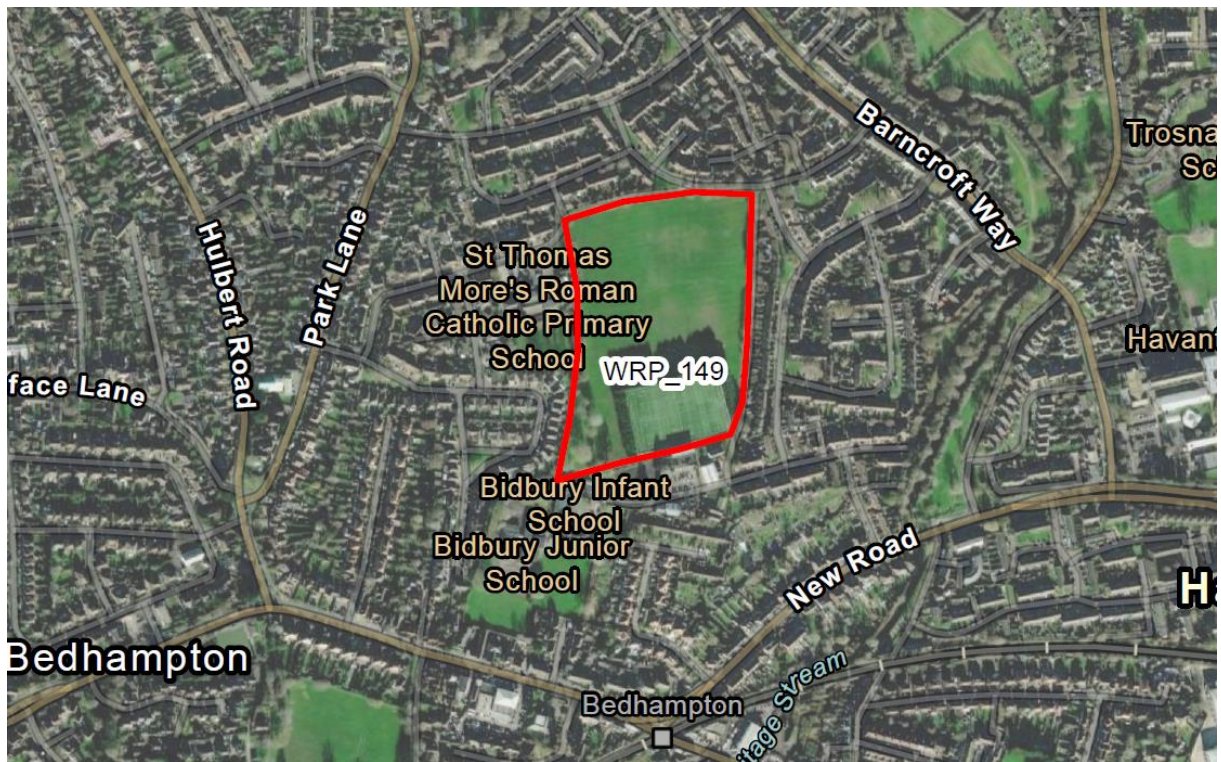 Barncroft Way
Trosna
Sc
Hulbert Road
Park Lane
St Thomas
More's Roman
Catholic Primary
School
Havant
face Lane
WRP_149
Bidbury Infant
School
Bidbury Junior
School
New Road
Ha
Bedhampton
Bedhampton
itage Stream